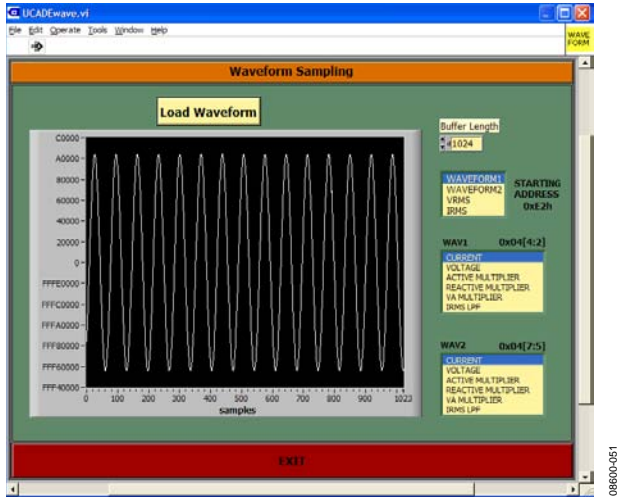 UCADEwave.vi
File Edit Operate Tools Window Help
WAVE
FORM
Waveform Sampling
Load Waveform
C0000
A0000
80000
60000
40000
20000
0
FFFE0000
FFFC0000
FFFA0000
FFF80000
FFF60000
FFF40000
0 100 200 300 400 500 600 700 800 900 1023
samples
Buffer Length
1024
WAVEFORM1
WAVEFORM2
VRMS
IRMS
STARTING
ADDRESS
0xE2h
WAV1 0x04[4:2]
CURRENT
VOLTAGE
ACTIVE MULTIPLIER
REACTIVE MULTIPLIER
VA MULTIPLIER
IRMS LPF
WAV2 0x04[7:5]
CURRENT
VOLTAGE
ACTIVE MULTIPLIER
REACTIVE MULTIPLIER
VA MULTIPLIER
IRMS LPF
EXIT
08600-051